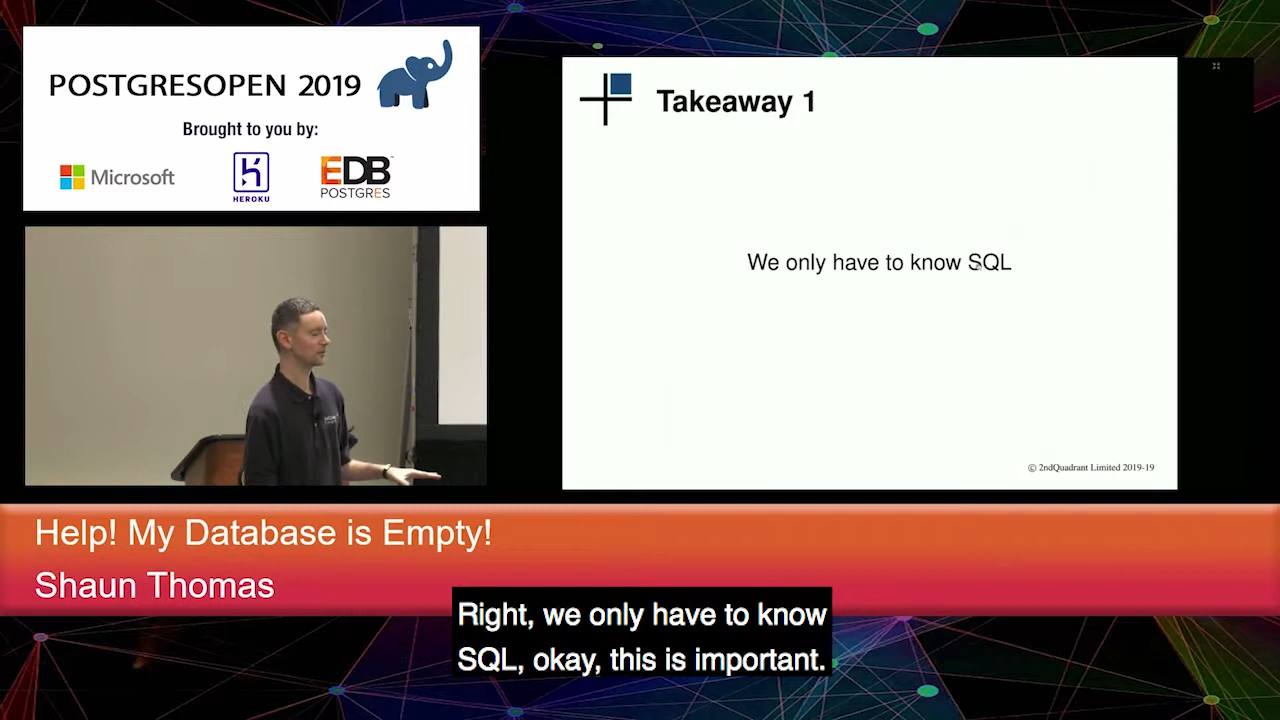 POSTGRESOPEN 2019
Brought to you by:
Microsoft
HEROKU
EDB
POSTGRES
Takeaway 1
We only have to know SQL
© 2ndQuadrant Limited 2019-19
Help! My Database is Empty!
Shaun Thomas
Right, we only have to know
SQL, okay, this is important.